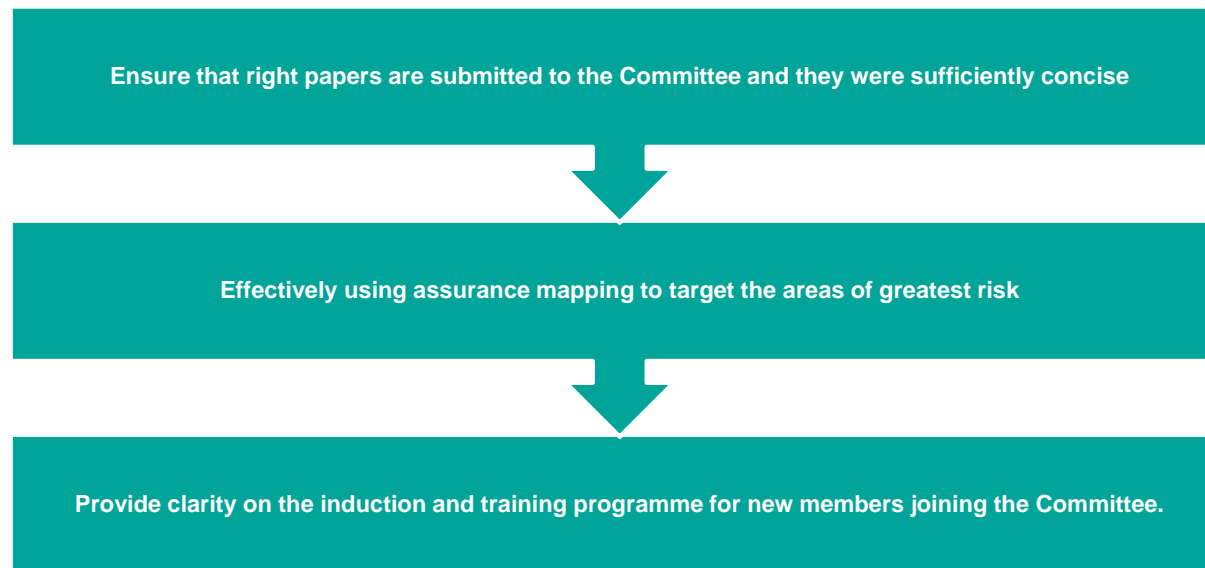 Ensure that right papers are submitted to the Committee and they were sufficiently concise
Effectively using assurance mapping to target the areas of greatest risk
Provide clarity on the induction and training programme for new members joining the Committee.